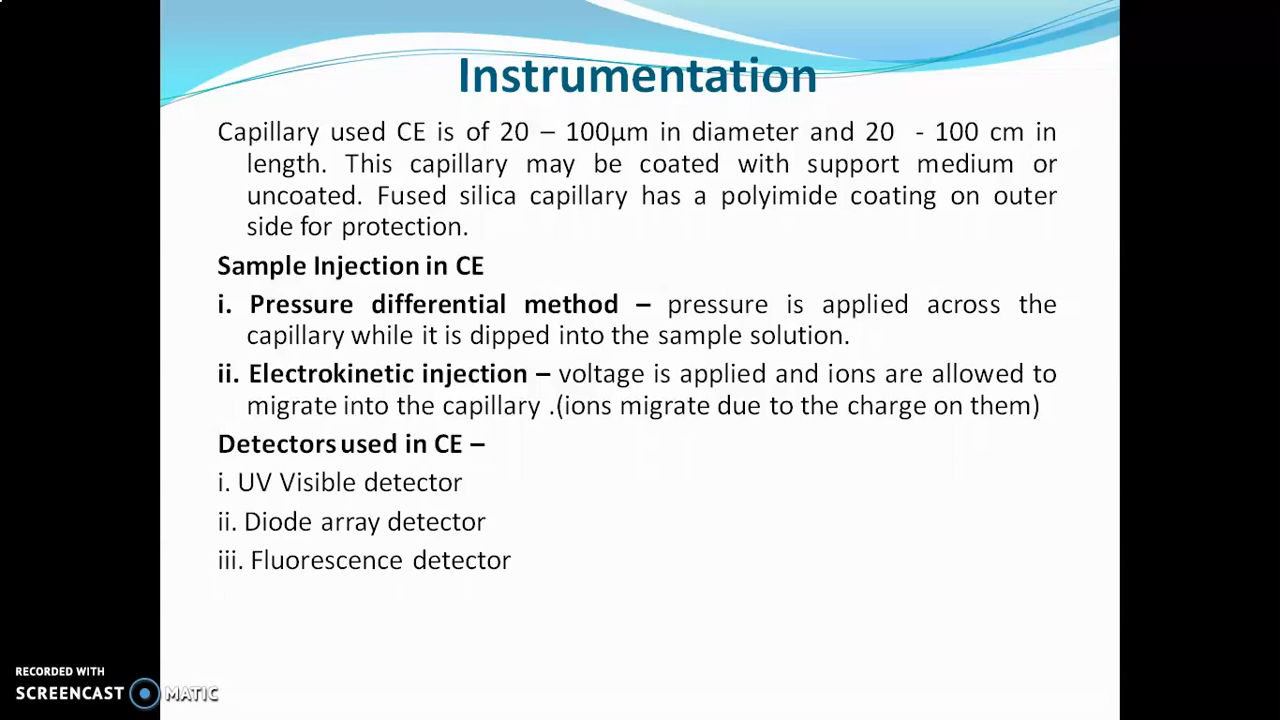 Instrumentation
Capillary used CE is of 20 – 100µm in diameter and 20 - 100 cm in
length. This capillary may be coated with support medium or
uncoated. Fused silica capillary has a polyimide coating on outer
side for protection.
Sample Injection in CE
i. Pressure differential method – pressure is applied across the
capillary while it is dipped into the sample solution.
ii. Electrokinetic injection – voltage is applied and ions are allowed to
migrate into the capillary .(ions migrate due to the charge on them)
Detectors used in CE –
i. UV Visible detector
ii. Diode array detector
iii. Fluorescence detector
RECORDED WITH
SCREENCAST MATIC